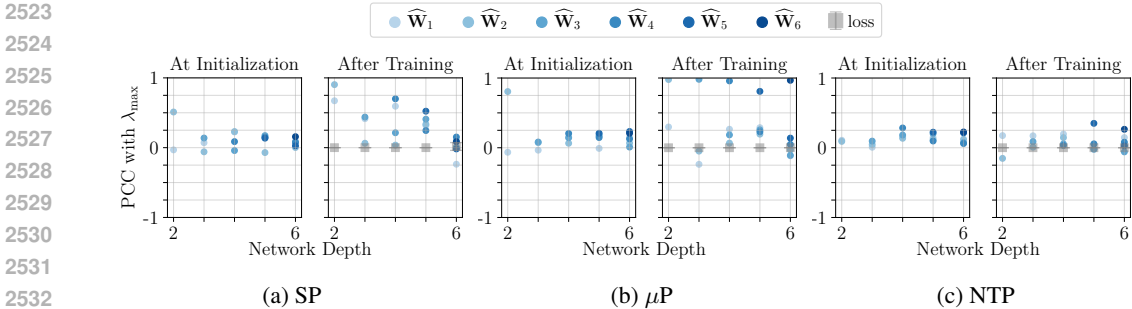 2523
2524
2525
2526
2527
2528
2529
2530
2531
2532
Ŵ₁ Ŵ₂ Ŵ₃ Ŵ₄ Ŵ₅ Ŵ₆ loss
At Initialization After Training At Initialization After Training At Initialization After Training
PCC with λmax
1 1 1
0 0 0
-1 -1 -1
2 6 2 6 2 6 2 6 2 6 2 6
Network Depth Network Depth Network Depth
(a) SP (b) μP (c) NTP